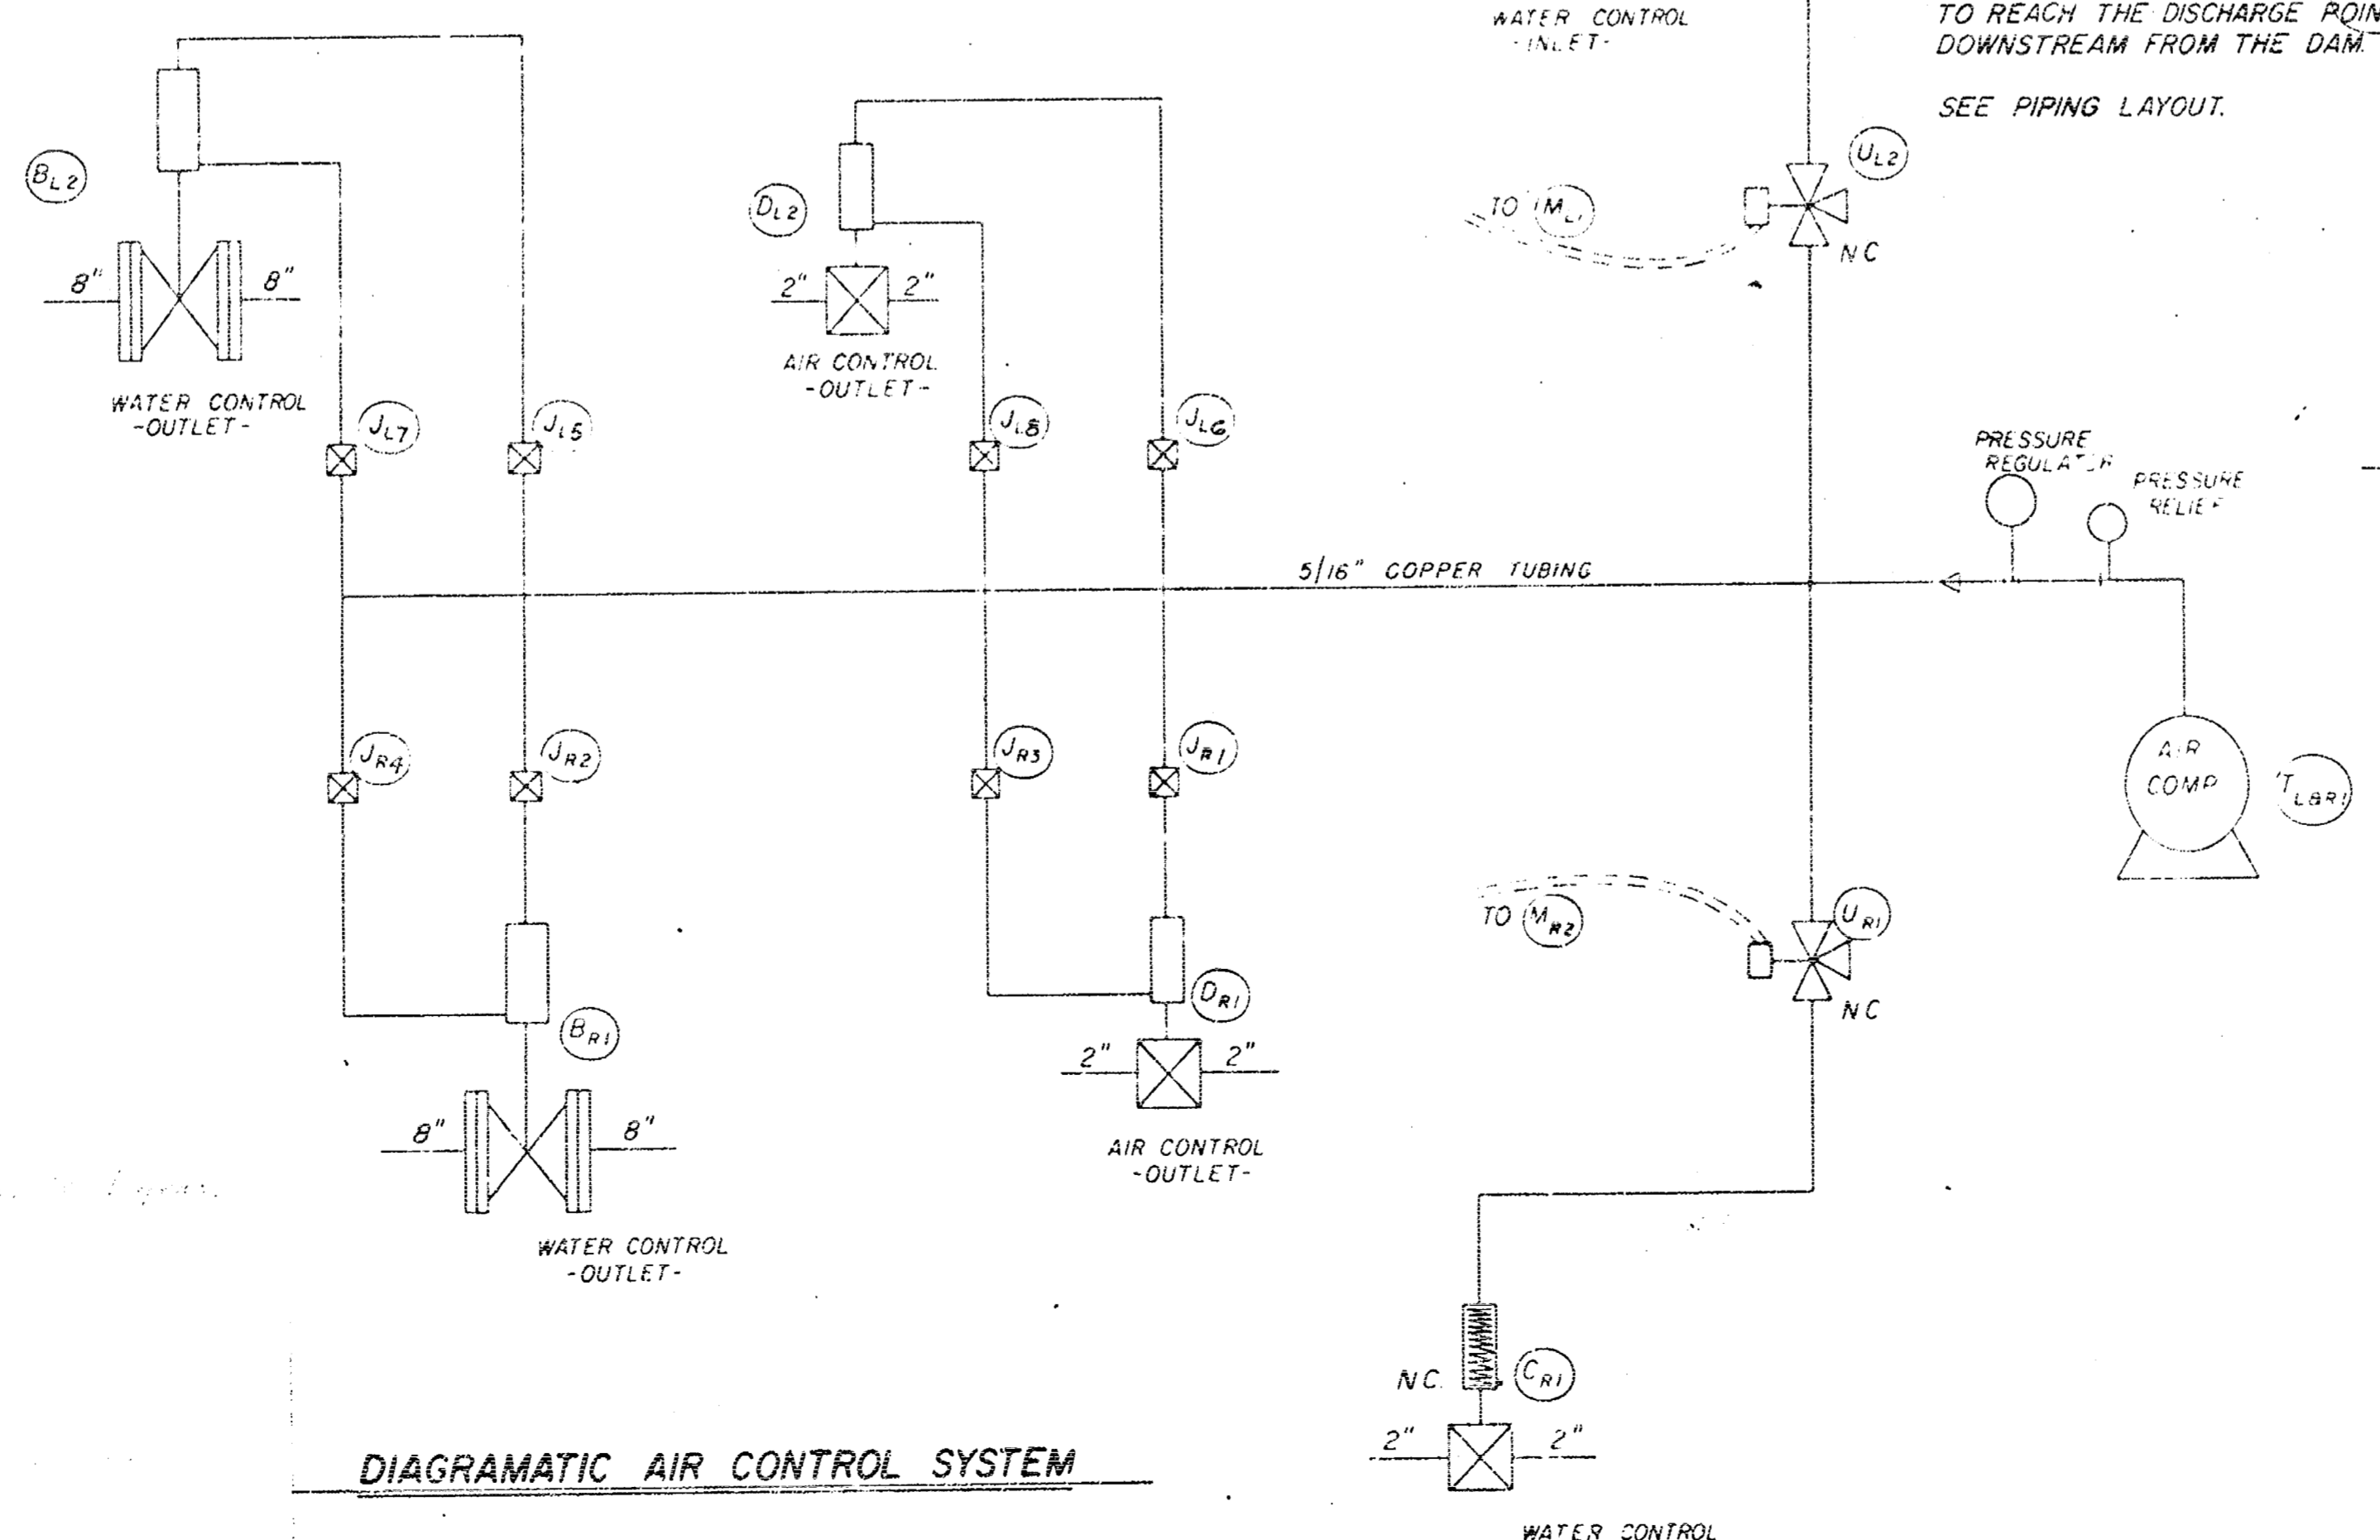 WATER CONTROL
-INLET-
TO REACH THE DISCHARGE POIN
DOWNSTREAM FROM THE DAM.
SEE PIPING LAYOUT.
BL2
8" 8"
WATER CONTROL
-OUTLET-
DL2
2" 2"
AIR CONTROL
-OUTLET-
UL2
TO ML1
NC
JL7
JL5
JL8
JL6
PRESSURE
REGULATOR
PRESSURE
RELIEF
5/16" COPPER TUBING
JR4
JR2
JR3
JR1
AIR
COMP
TL&R1
TO MR2
UR1
NC
BR1
8" 8"
WATER CONTROL
-OUTLET-
DR1
2" 2"
AIR CONTROL
-OUTLET-
NC.
CR1
2" 2"
WATER CONTROL
DIAGRAMATIC AIR CONTROL SYSTEM